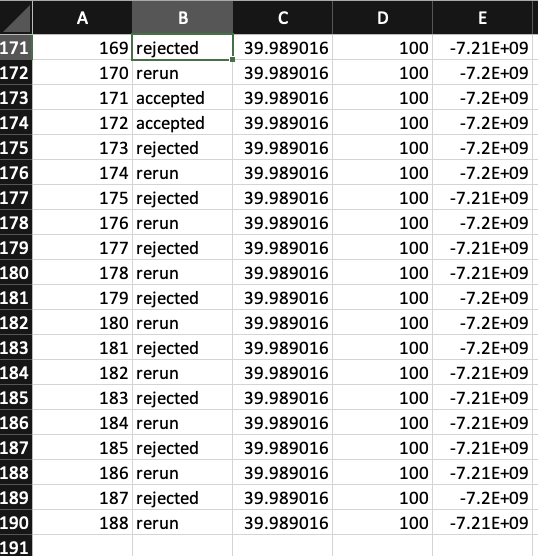 A B C D E
171 169 rejected 39.989016 100 -7.21E+09
172 170 rerun 39.989016 100 -7.2E+09
173 171 accepted 39.989016 100 -7.2E+09
174 172 accepted 39.989016 100 -7.2E+09
175 173 rejected 39.989016 100 -7.2E+09
176 174 rerun 39.989016 100 -7.2E+09
177 175 rejected 39.989016 100 -7.21E+09
178 176 rerun 39.989016 100 -7.2E+09
179 177 rejected 39.989016 100 -7.21E+09
180 178 rerun 39.989016 100 -7.21E+09
181 179 rejected 39.989016 100 -7.2E+09
182 180 rerun 39.989016 100 -7.2E+09
183 181 rejected 39.989016 100 -7.2E+09
184 182 rerun 39.989016 100 -7.21E+09
185 183 rejected 39.989016 100 -7.21E+09
186 184 rerun 39.989016 100 -7.21E+09
187 185 rejected 39.989016 100 -7.21E+09
188 186 rerun 39.989016 100 -7.21E+09
189 187 rejected 39.989016 100 -7.2E+09
190 188 rerun 39.989016 100 -7.21E+09
191